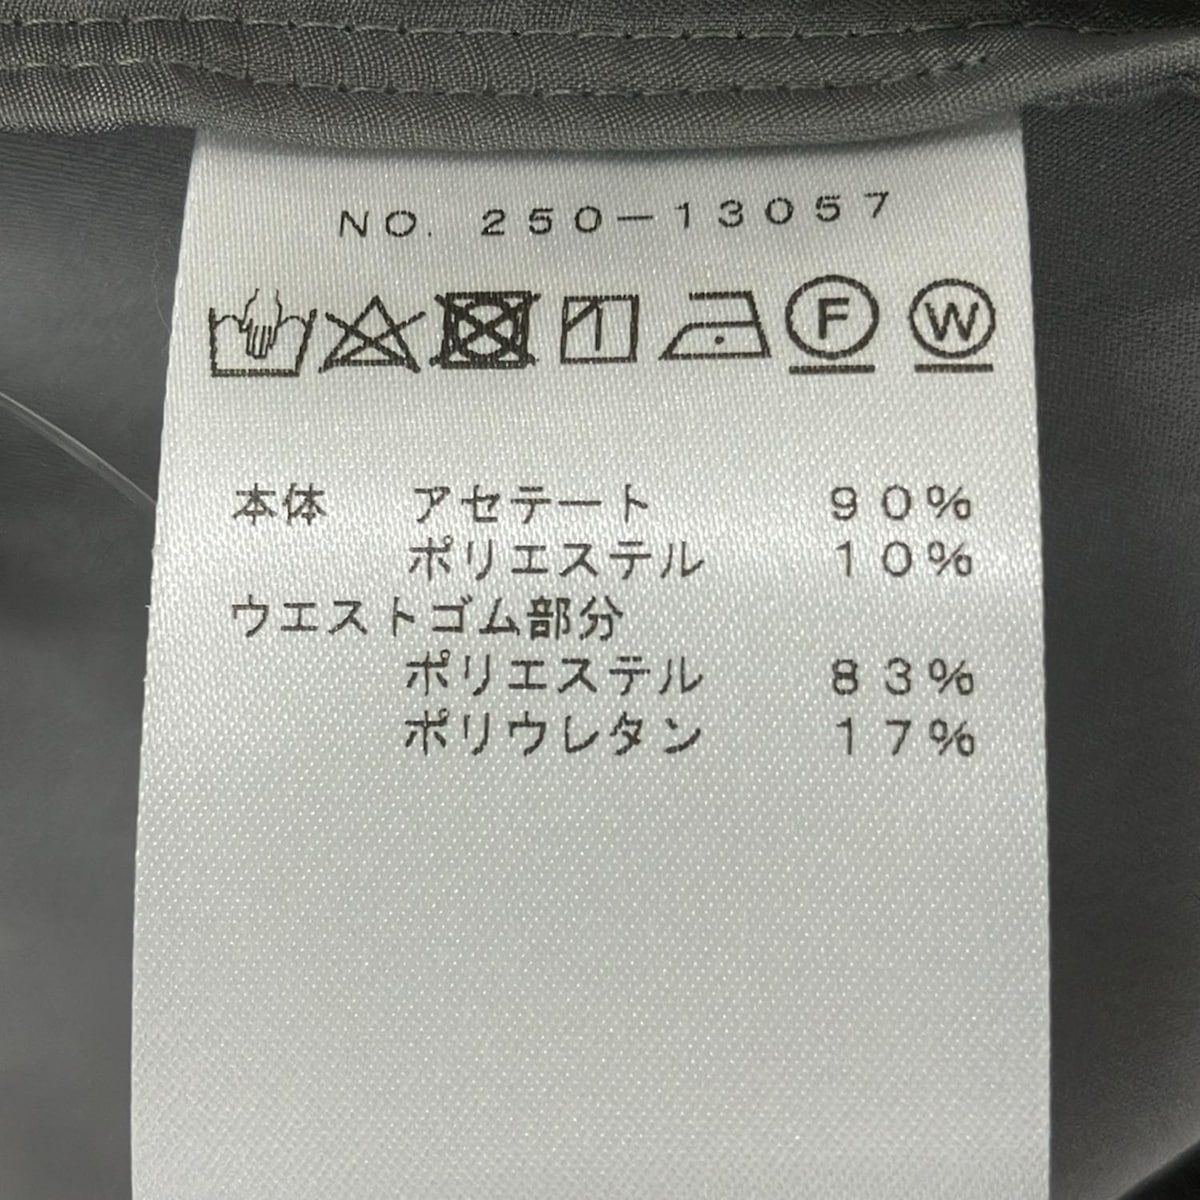 NO. 250-13057
F W
本体 アセテート 90%
ポリエステル 10%
ウエストゴム部分
ポリエステル 83%
ポリウレタン 17%